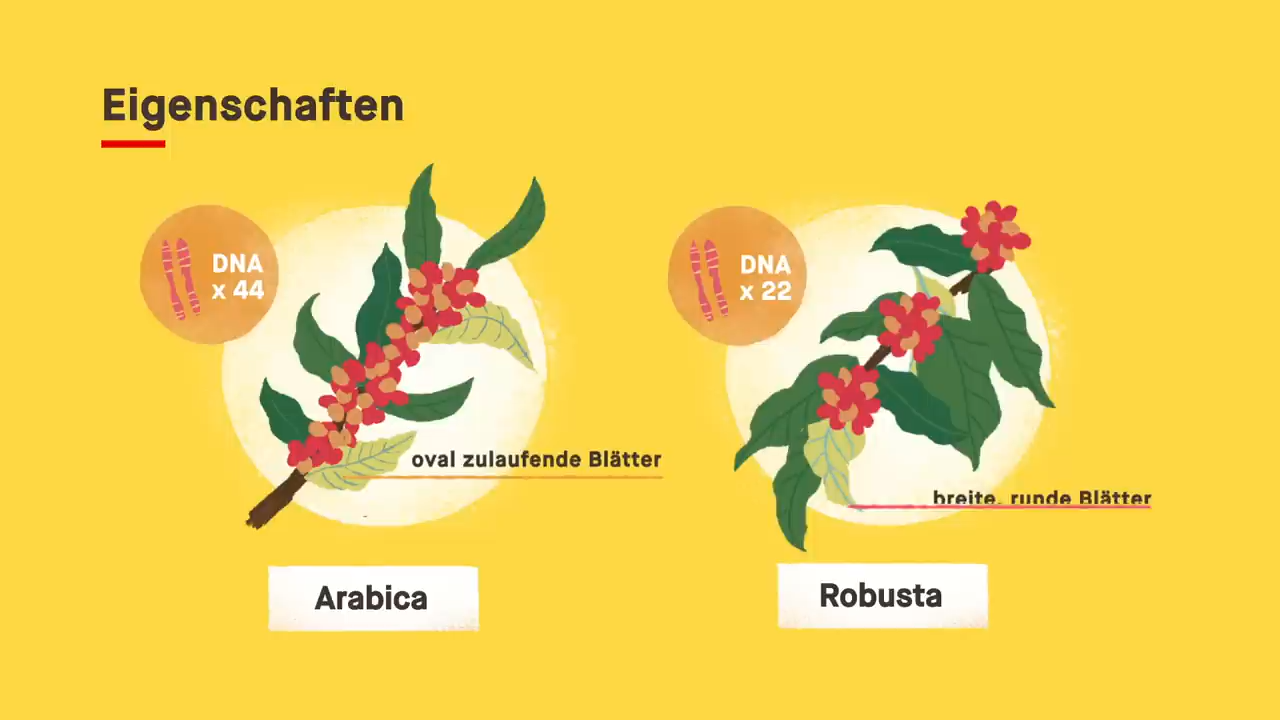 Eigenschaften
DNA
x 44
DNA
x 22
oval zulaufende Blätter
breite, runde Blätter
Arabica
Robusta